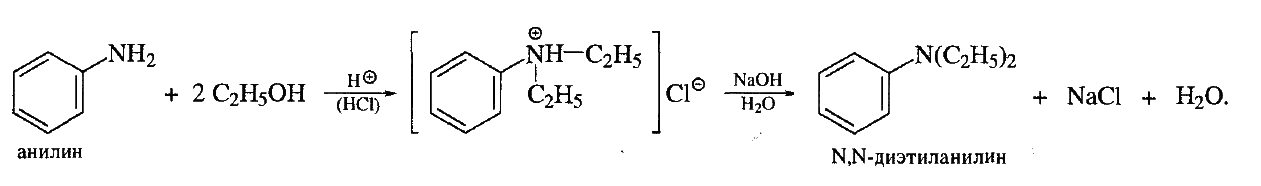 NH₂ + 2 C₂H₅OH H⊕ (HCl) [ ⊕ NH–C₂H₅ C₂H₅ ] Cl⊖ NaOH H₂O N(C₂H₅)₂ + NaCl + H₂O.
анилин N,N-диэтиланилин